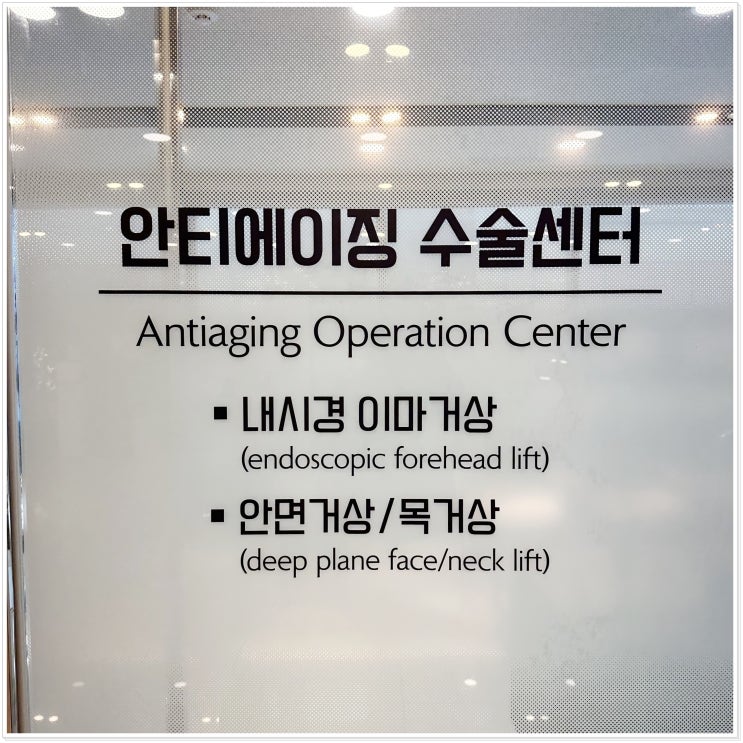 안티에이징 수술센터
Antiaging Operation Center
▪ 내시경 이마거상
(endoscopic forehead lift)
▪ 안면거상/목거상
(deep plane face/neck lift)